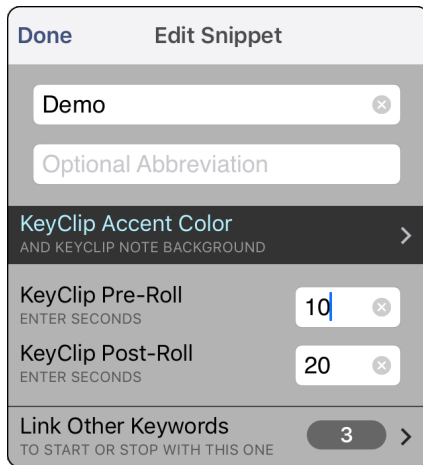 Done Edit Snippet
Demo
Optional Abbreviation
KeyClip Accent Color
AND KEYCLIP NOTE BACKGROUND
KeyClip Pre-Roll
ENTER SECONDS
10
KeyClip Post-Roll
ENTER SECONDS
20
Link Other Keywords
TO START OR STOP WITH THIS ONE
3